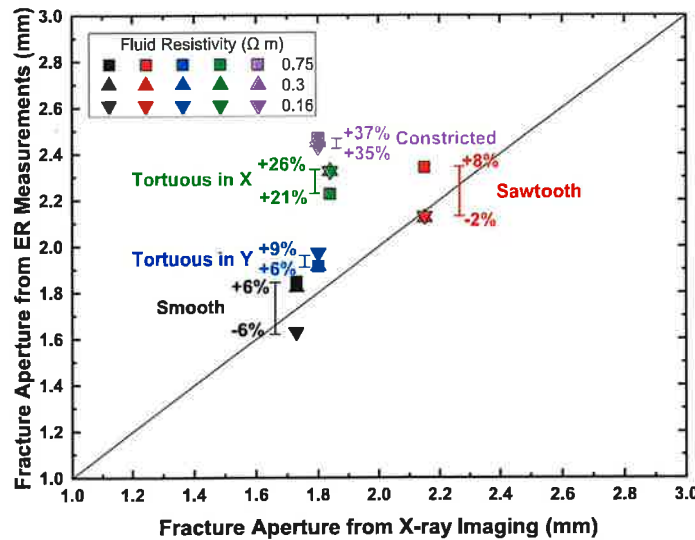 Fracture Aperture from ER Measurements (mm)
3.0
2.8
2.6
2.4
2.2
2.0
1.8
1.6
1.4
1.2
1.0
Fluid Resistivity (Ω m)
0.75
0.3
0.16
+37%
Constricted
+35%
+26%
Tortuous in X
+21%
+8%
Sawtooth
-2%
+9%
Tortuous in Y
+6%
+6%
Smooth
-6%
1.0 1.2 1.4 1.6 1.8 2.0 2.2 2.4 2.6 2.8 3.0
Fracture Aperture from X-ray Imaging (mm)